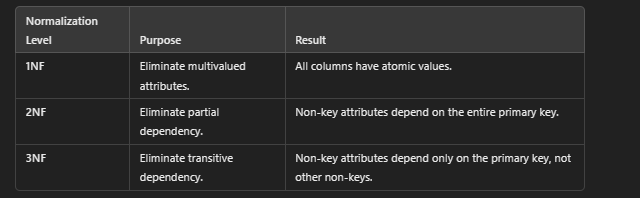 Normalization
Level
Purpose
Result
1NF
Eliminate multivalued
attributes.
All columns have atomic values.
2NF
Eliminate partial
dependency.
Non-key attributes depend on the entire primary key.
3NF
Eliminate transitive
dependency.
Non-key attributes depend only on the primary key, not
other non-keys.